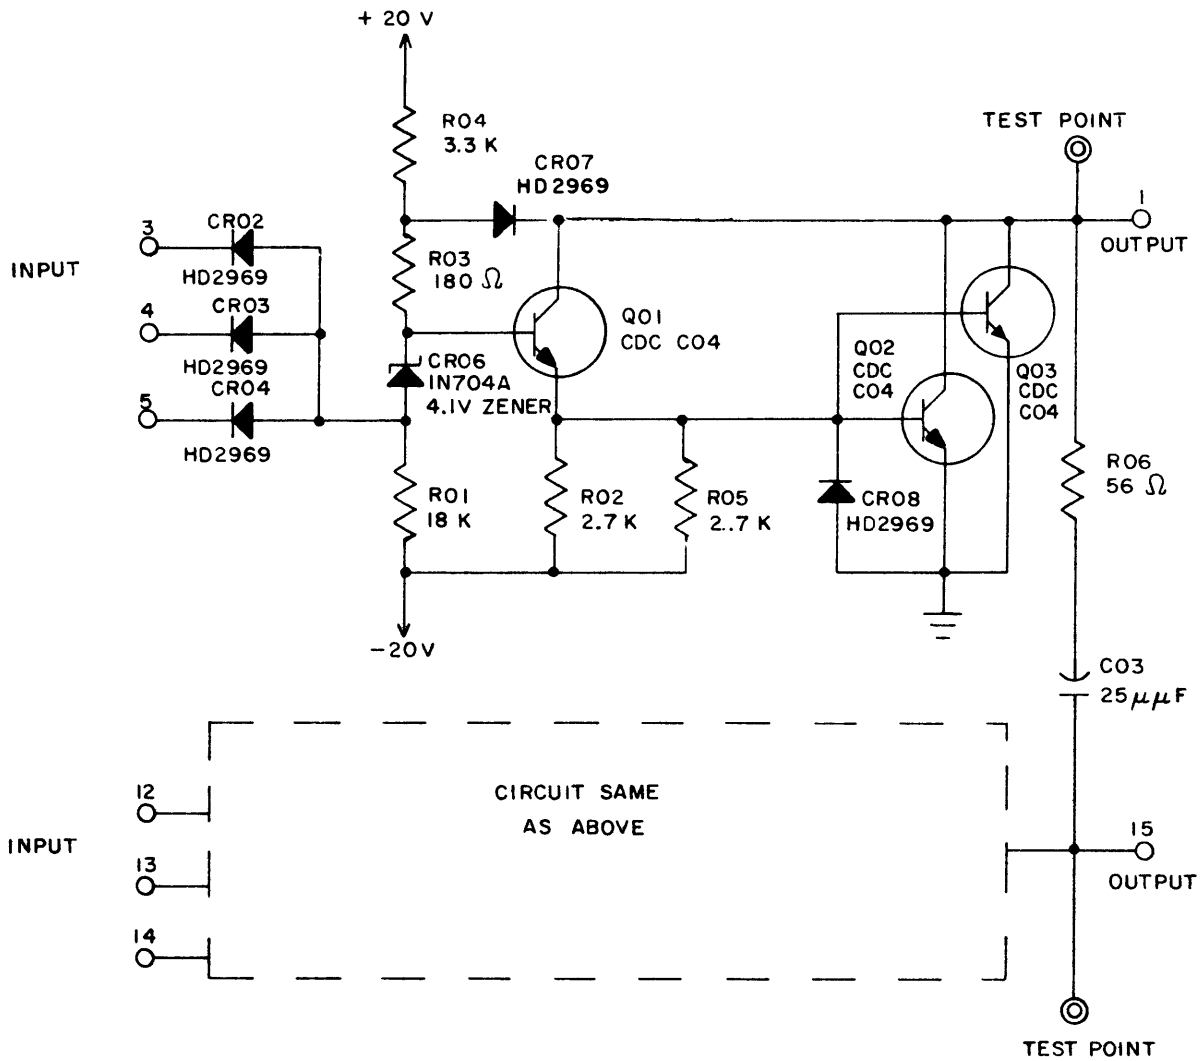 + 20 V
R04
3.3 K
TEST POINT
CR07
HD2969
1
OUTPUT
3
CR02
HD2969
INPUT
R03
180 Ω
4
CR03
HD2969
Q01
CDC C04
Q02
CDC
C04
Q03
CDC
C04
5
CR04
HD2969
CR06
1N704A
4.1V ZENER
R01
18 K
R02
2.7 K
R05
2..7 K
CR08
HD2969
R06
56 Ω
-20V
C03
25μμF
CIRCUIT SAME
AS ABOVE
12
INPUT
13
14
15
OUTPUT
TEST POINT